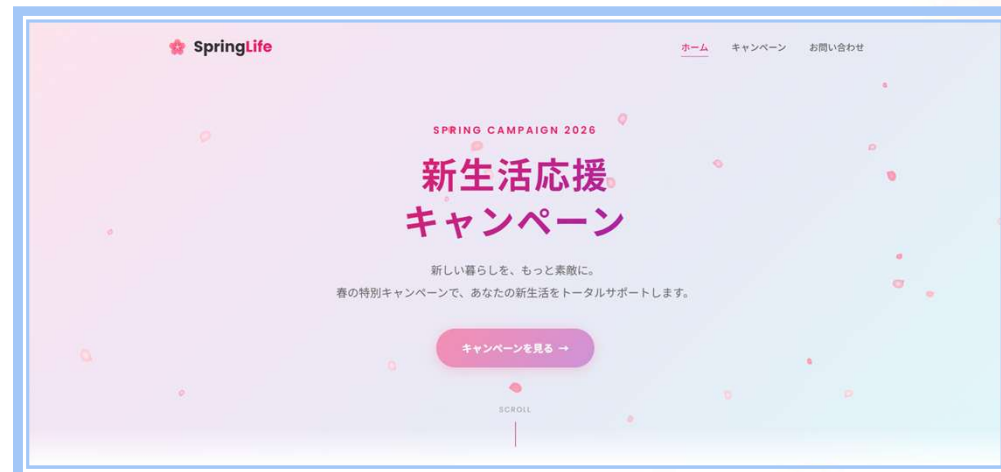 SpringLife
ホーム キャンペーン お問い合わせ
SPRING CAMPAIGN 2026
新生活応援
キャンペーン
新しい暮らしを、もっと素敵に。
春の特別キャンペーンで、あなたの新生活をトータルサポートします。
キャンペーンを見る →
SCROLL